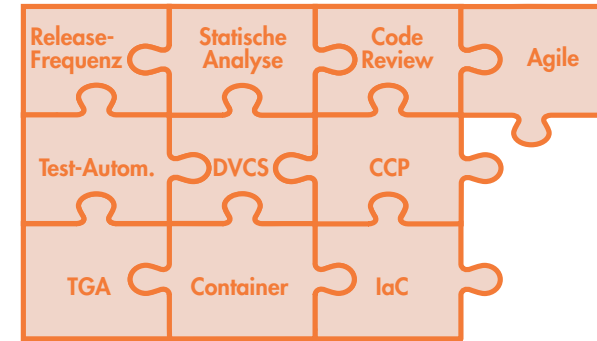 Release-
Frequenz
Statische
Analyse
Code
Review
Agile
Test-Autom.
DVCS
CCP
TGA
Container
IaC